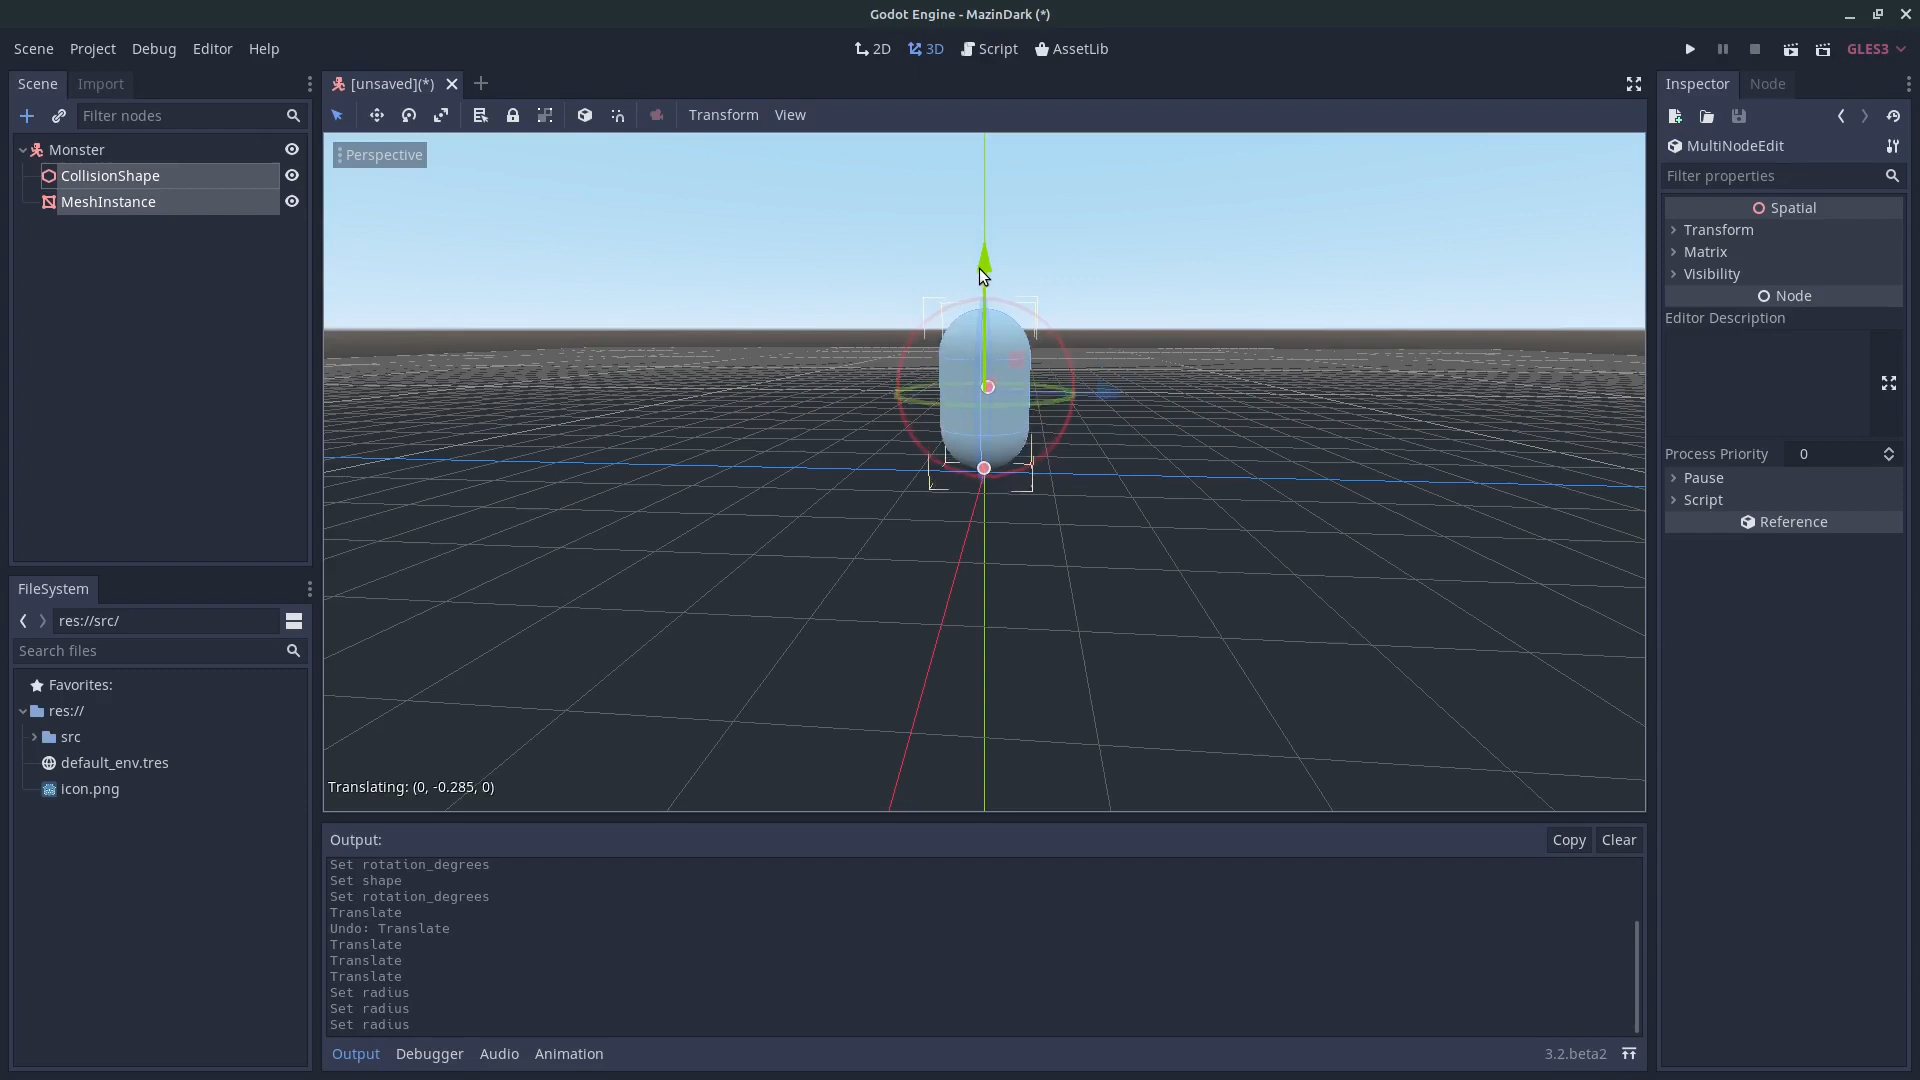 Godot Engine - MazinDark (*)
Scene Project Debug Editor Help
2D 3D Script AssetLib
GLES3
Scene Import
Filter nodes
Monster
CollisionShape
MeshInstance
FileSystem
res://src/
Search files
Favorites:
res://
src
default_env.tres
icon.png
[unsaved](*)
Transform View
Perspective
Translating: (0, -0.285, 0)
Output:
Copy Clear
Set rotation_degrees
Set shape
Set rotation_degrees
Translate
Undo: Translate
Translate
Translate
Translate
Set radius
Set radius
Set radius
Output Debugger Audio Animation
3.2.beta2
Inspector Node
MultiNodeEdit
Filter properties
Spatial
Transform
Matrix
Visibility
Node
Editor Description
Process Priority 0
Pause
Script
Reference